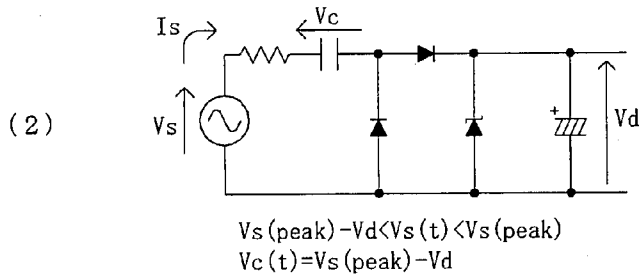 Is
Vc
(2)
Vs
+
Vd
Vs(peak)-Vd<Vs(t)<Vs(peak)
Vc(t)=Vs(peak)-Vd